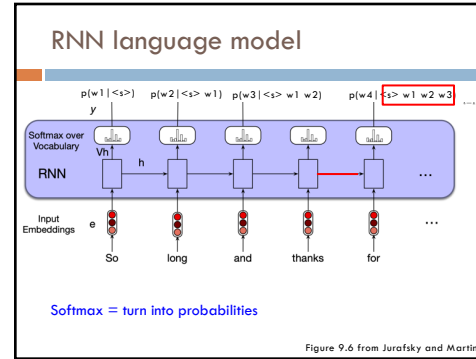 RNN language model
p(w1|<s>) p(w2|<s> w1) p(w3|<s> w1 w2) p(w4|<s> w1 w2 w3) ...
y
Softmax over
Vocabulary
Vh
RNN h ...
Input
Embeddings e ...
So long and thanks for
Softmax = turn into probabilities
Figure 9.6 from Jurafsky and Martin